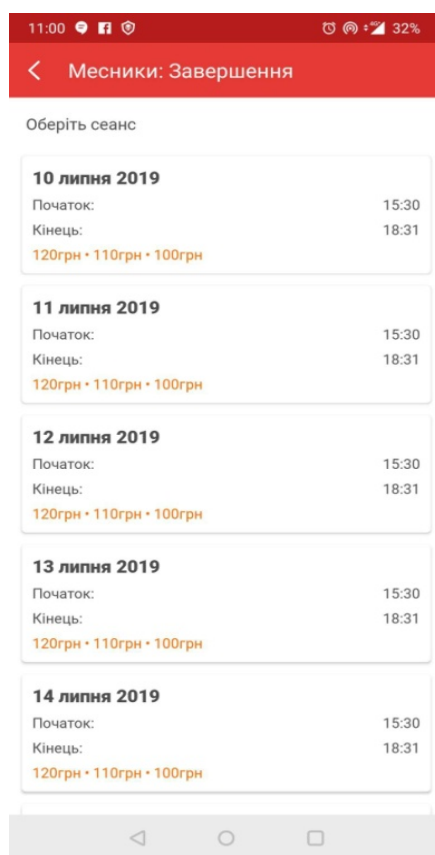 11:00 32%
Месники: Завершення
Оберіть сеанс
10 липня 2019
Початок: 15:30
Кінець: 18:31
120грн • 110грн • 100грн
11 липня 2019
Початок: 15:30
Кінець: 18:31
120грн • 110грн • 100грн
12 липня 2019
Початок: 15:30
Кінець: 18:31
120грн • 110грн • 100грн
13 липня 2019
Початок: 15:30
Кінець: 18:31
120грн • 110грн • 100грн
14 липня 2019
Початок: 15:30
Кінець: 18:31
120грн • 110грн • 100грн